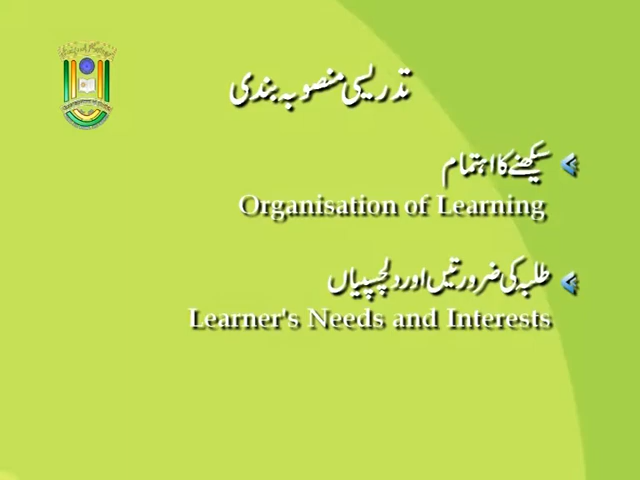 تدریسی منصوبہ بندی
سیکھنے کا اہتمام
Organisation of Learning
طلبہ کی ضرورتیں اور دلچسپیاں
Learner's Needs and Interests